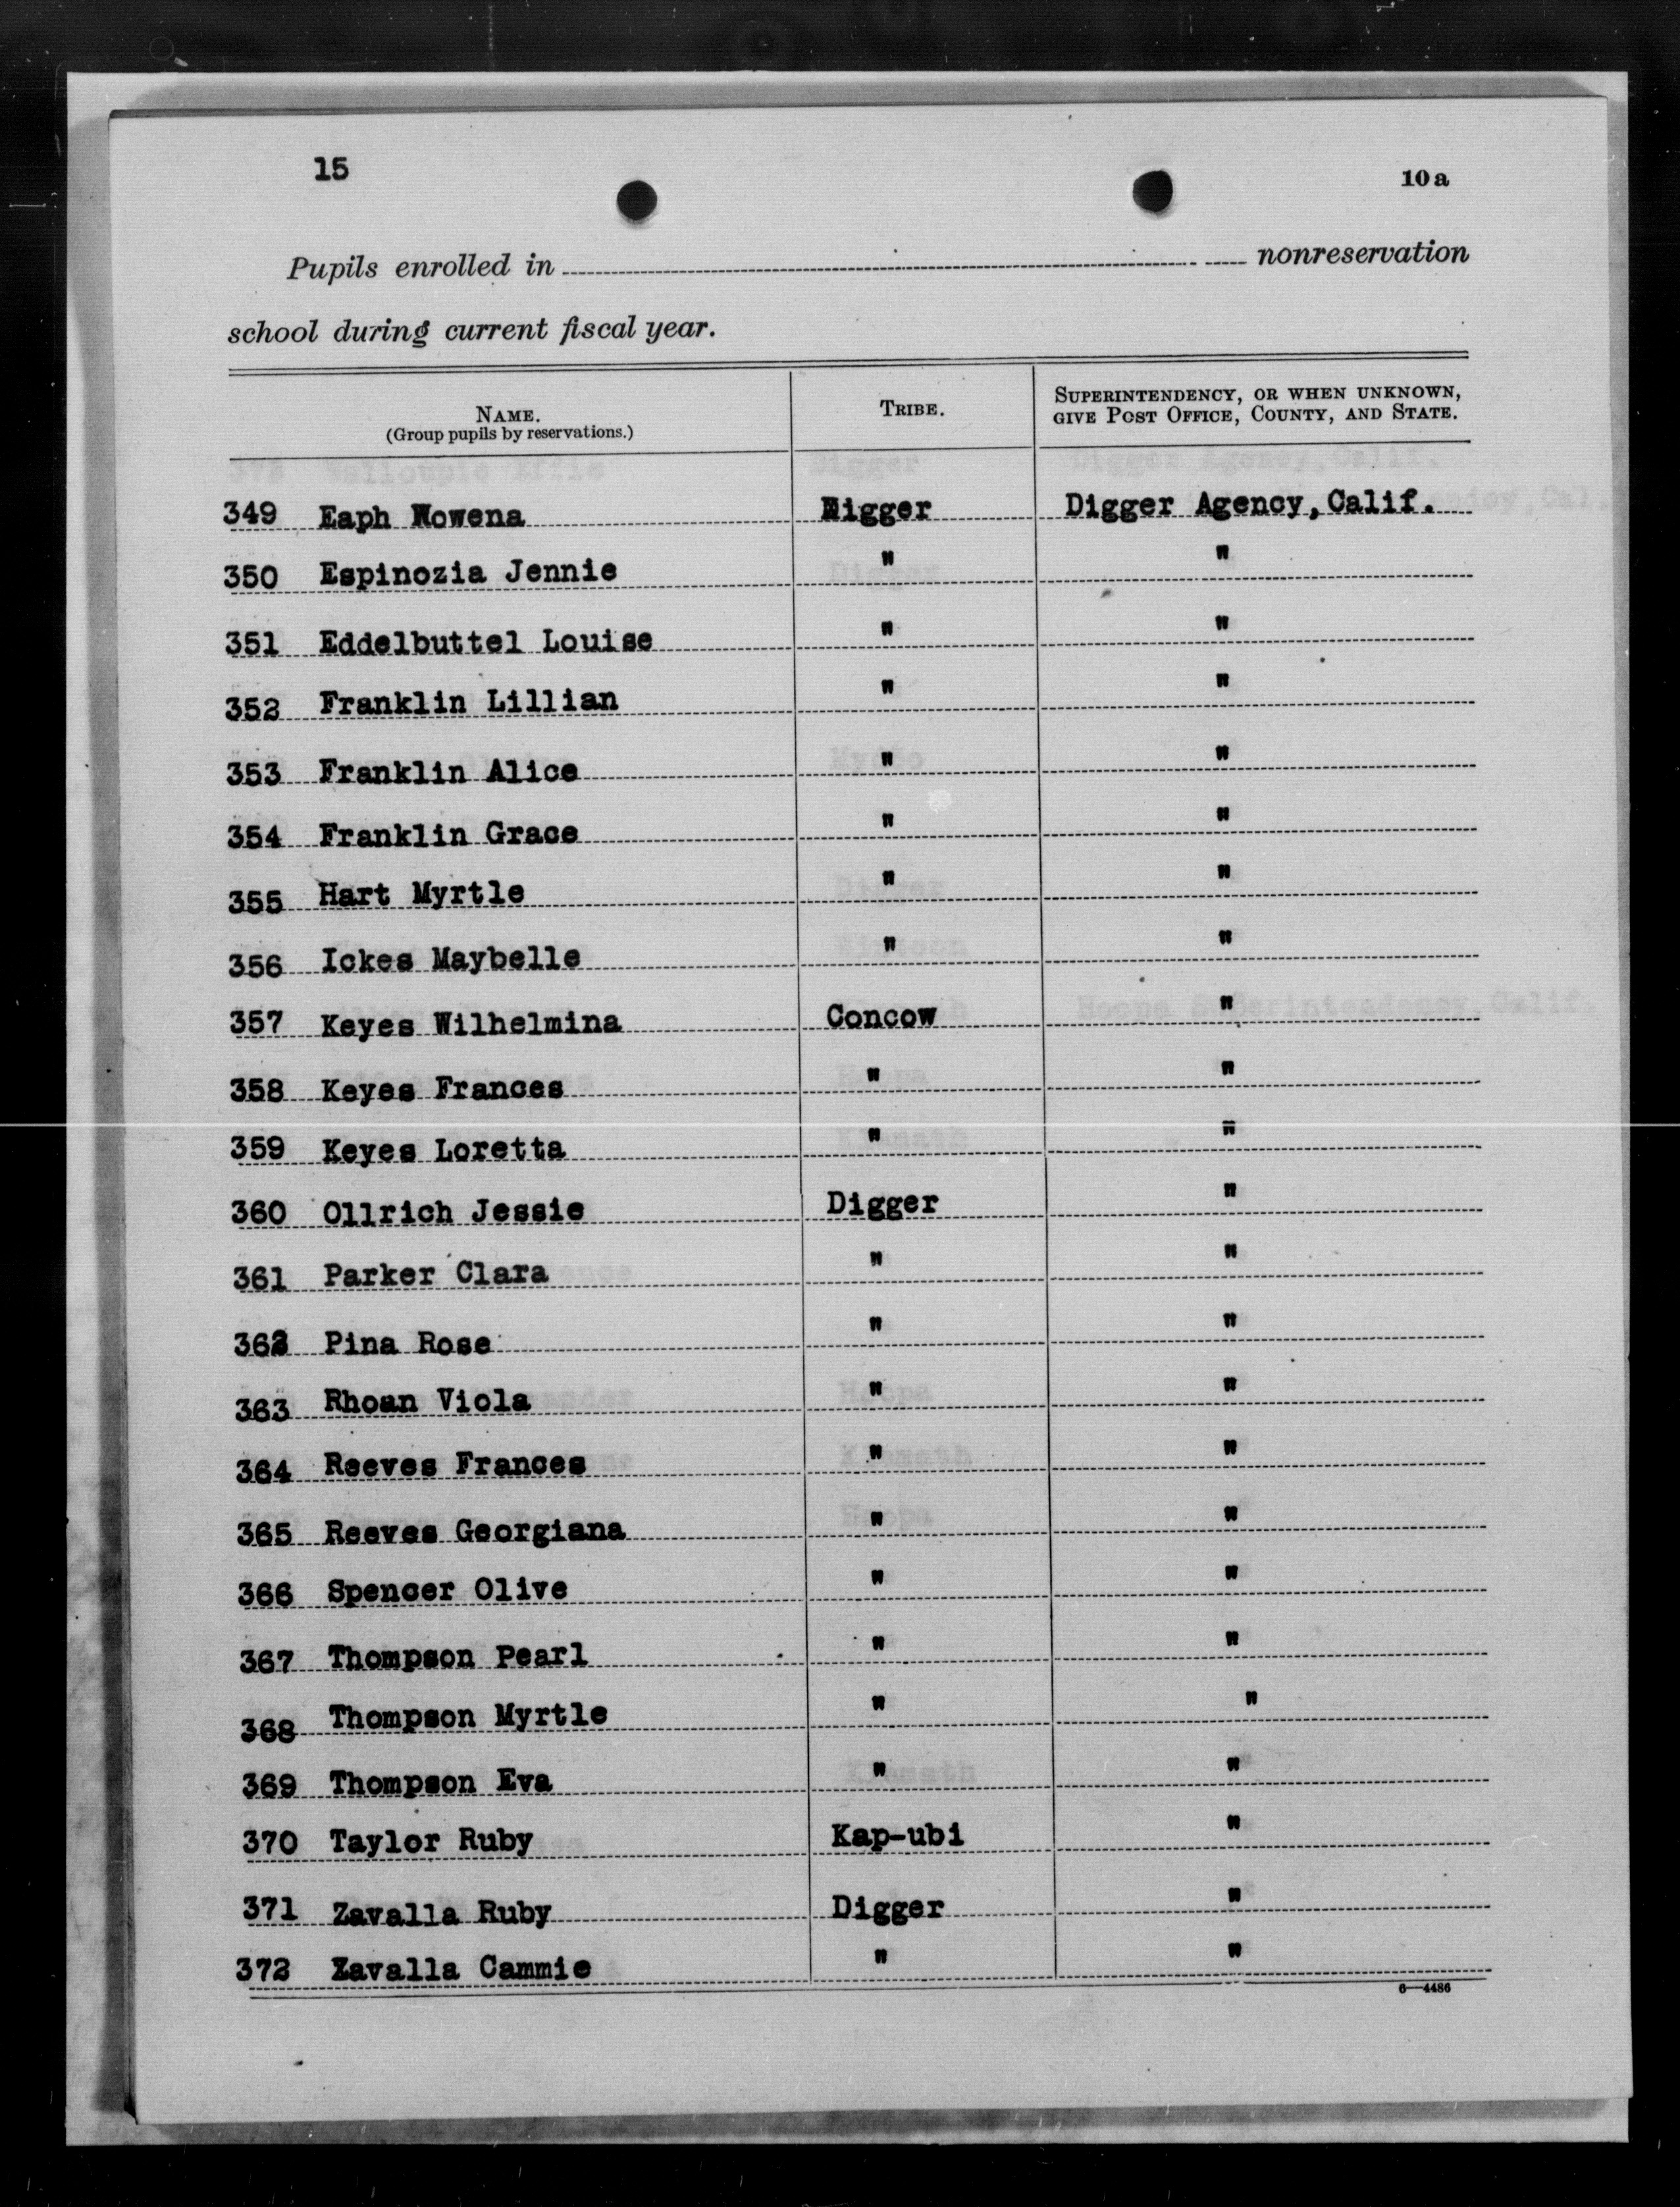 15
10a
Pupils enrolled in nonreservation
school during current fiscal year.
NAME.
(Group pupils by reservations.)
TRIBE.
SUPERINTENDENCY, OR WHEN UNKNOWN,
GIVE POST OFFICE, COUNTY, AND STATE.
349 Eaph Nowena Digger Digger Agency, Calif.
350 Espinozia Jennie " "
351 Eddelbuttel Louise " "
352 Franklin Lillian " "
353 Franklin Alice " "
354 Franklin Grace " "
355 Hart Myrtle " "
356 Ickes Maybelle " "
357 Keyes Wilhelmina Concow "
358 Keyes Frances " "
359 Keyes Loretta " "
360 Ollrich Jessie Digger "
361 Parker Clara " "
362 Pina Rose " "
363 Rhoan Viola " "
364 Reeves Frances " "
365 Reeves Georgiana " "
366 Spencer Olive " "
367 Thompson Pearl " "
368 Thompson Myrtle " "
369 Thompson Eva " "
370 Taylor Ruby Kap-ubi "
371 Zavalla Ruby Digger "
372 Zavalla Cammie " "
6—4486